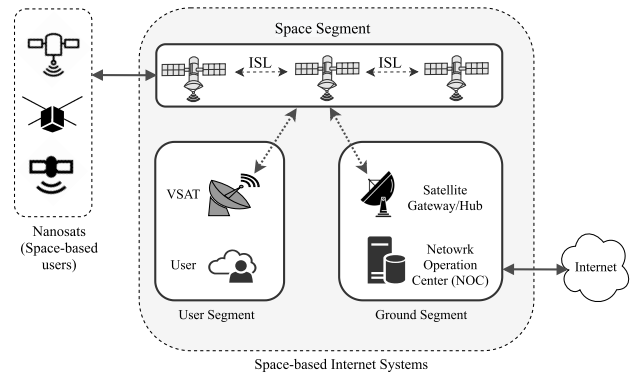 Space Segment
ISL
ISL
Nanosats
(Space-based
users)
VSAT
User
User Segment
Satellite
Gateway/Hub
Netowrk
Operation
Center (NOC)
Ground Segment
Internet
Space-based Internet Systems